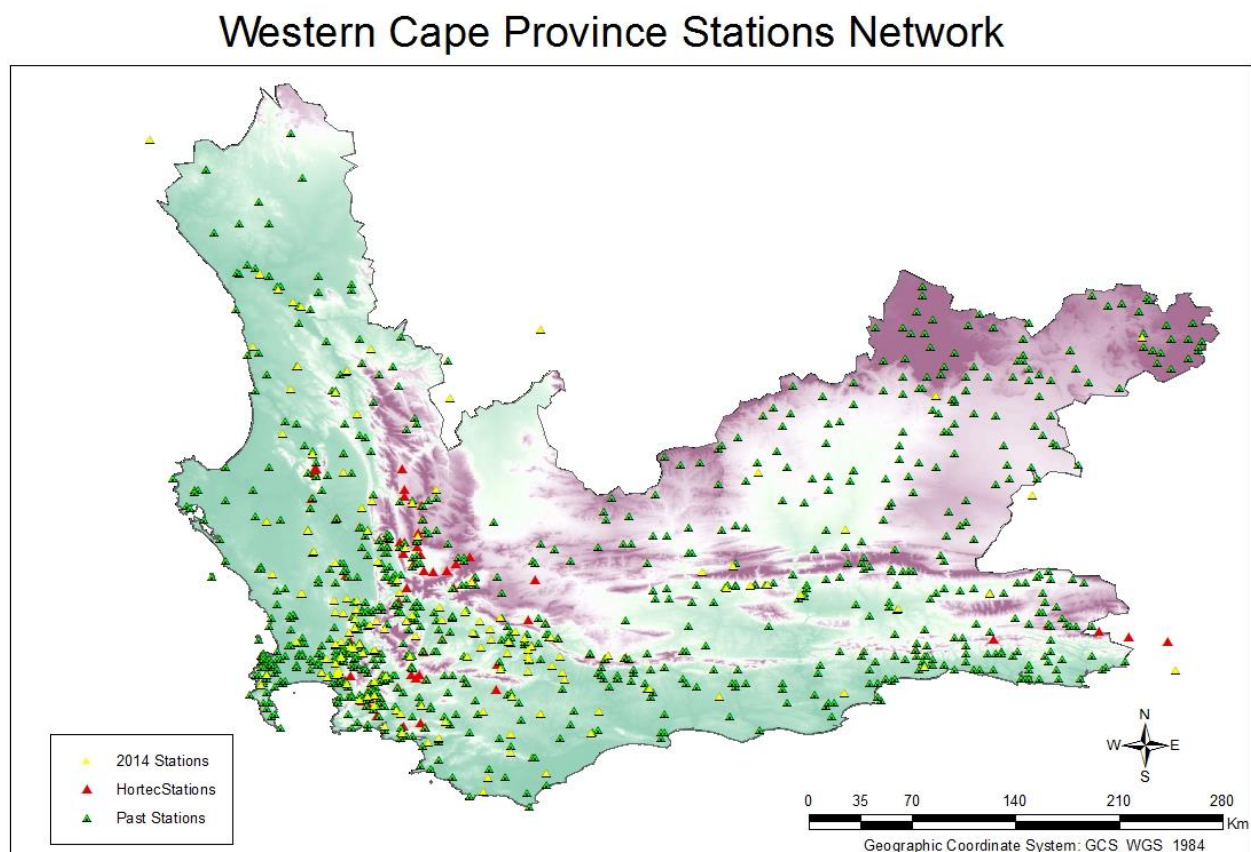 Western Cape Province Stations Network
2014 Stations
HortecStations
Past Stations
N
W E
S
0 35 70 140 210 280
Km
Geographic Coordinate System: GCS_WGS_1984